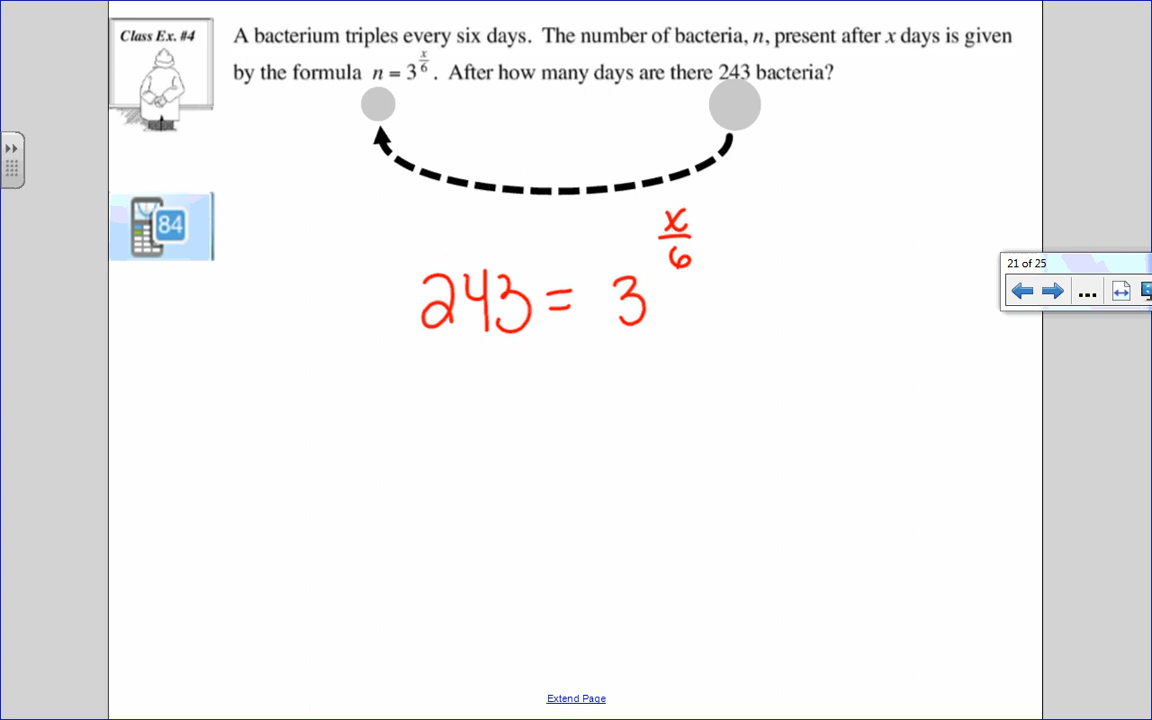 Class Ex. #4
A bacterium triples every six days. The number of bacteria, n, present after x days is given
by the formula n = 3^(x/6). After how many days are there 243 bacteria?
84
243 = 3^(x/6)
21 of 25
...
Extend Page